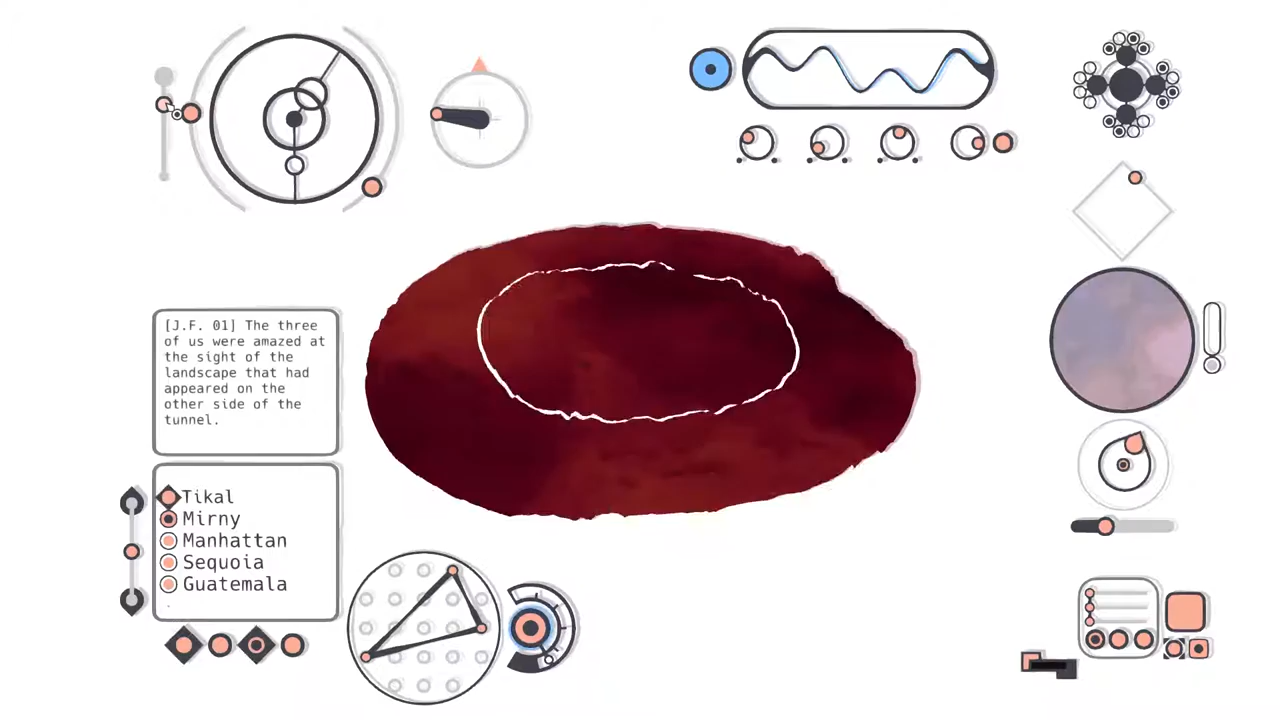 [J.F. 01] The three
of us were amazed at
the sight of the
landscape that had
appeared on the
other side of the
tunnel.
Tikal
Mirny
Manhattan
Sequoia
Guatemala